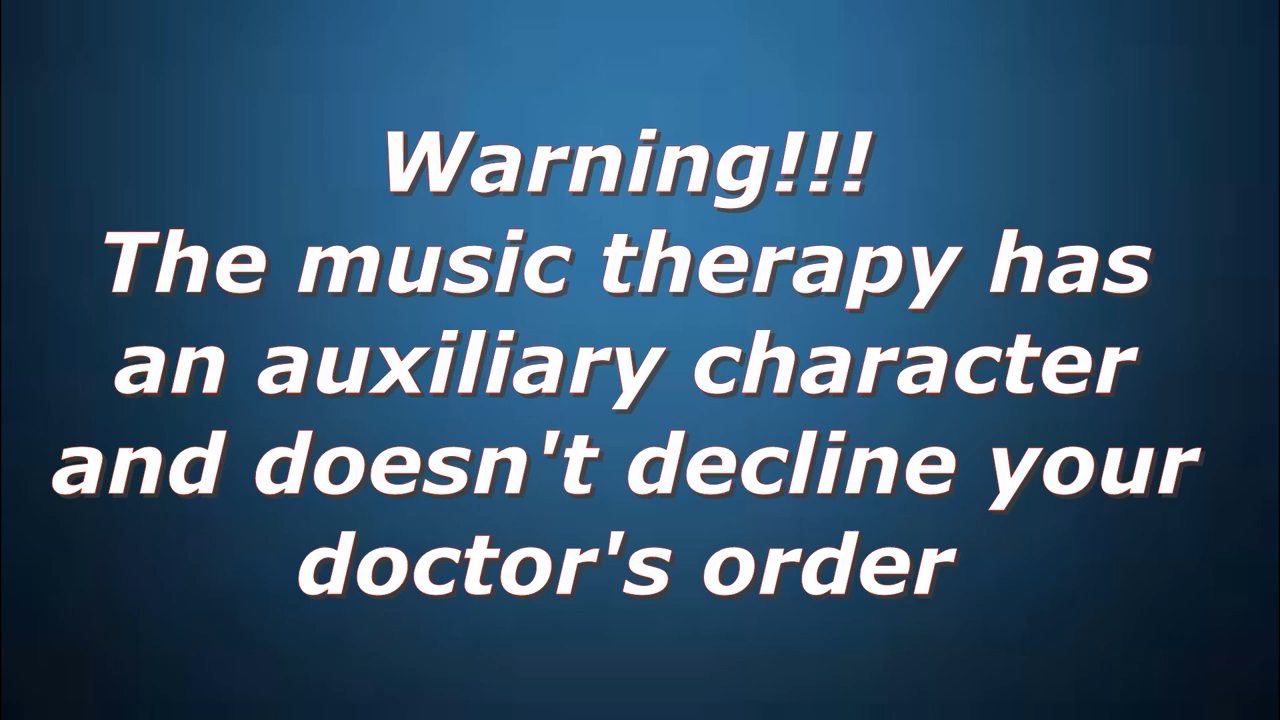 Warning!!!
The music therapy has
an auxiliary character
and doesn't decline your
doctor's order